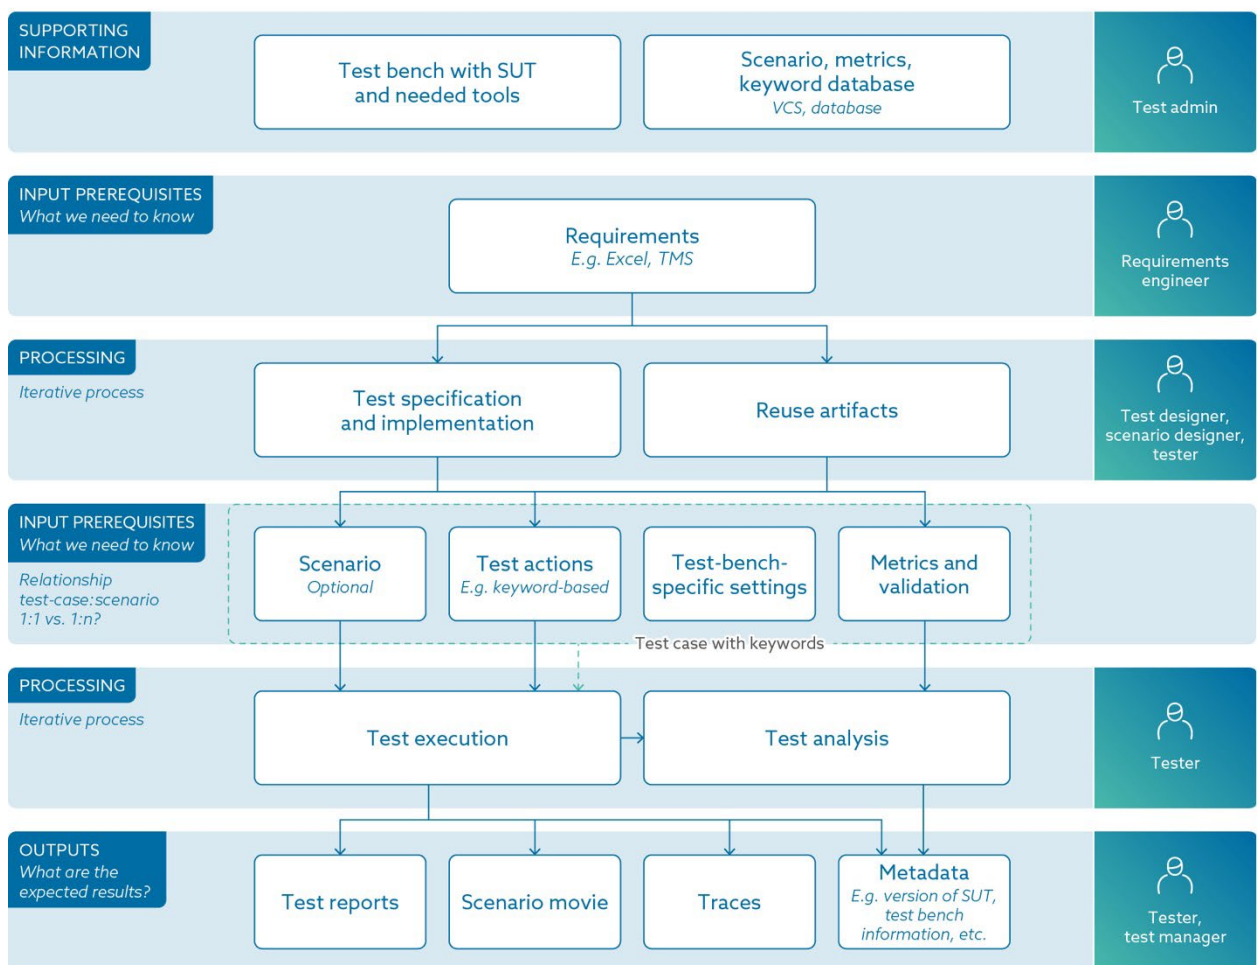 SUPPORTING
INFORMATION
Test bench with SUT
and needed tools
Scenario, metrics,
keyword database
VCS, database
Test admin
INPUT PREREQUISITES
What we need to know
Requirements
E.g. Excel, TMS
Requirements
engineer
PROCESSING
Iterative process
Test specification
and implementation
Reuse artifacts
Test designer,
scenario designer,
tester
INPUT PREREQUISITES
What we need to know
Relationship
test-case:scenario
1:1 vs. 1:n?
Scenario
Optional
Test actions
E.g. keyword-based
Test-bench-
specific settings
Metrics and
validation
Test case with keywords
PROCESSING
Iterative process
Test execution
Test analysis
Tester
OUTPUTS
What are the
expected results?
Test reports
Scenario movie
Traces
Metadata
E.g. version of SUT,
test bench
information, etc.
Tester,
test manager